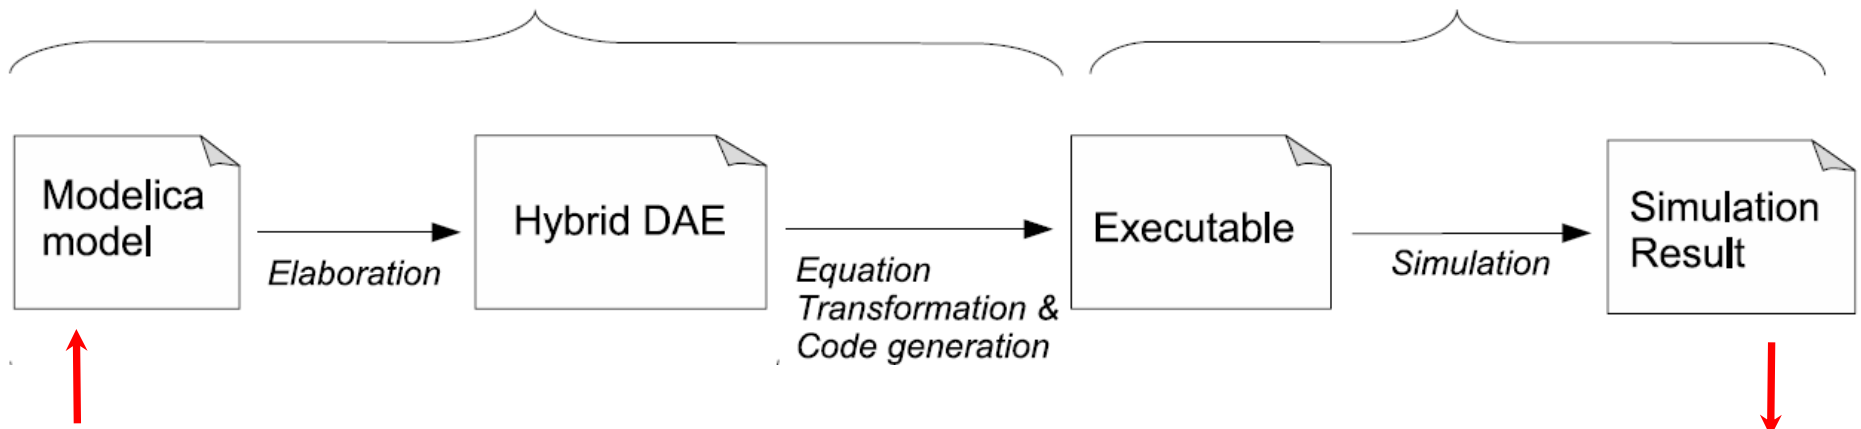 Modelica
model
Elaboration
Hybrid DAE
Equation
Transformation &
Code generation
Executable
Simulation
Simulation
Result